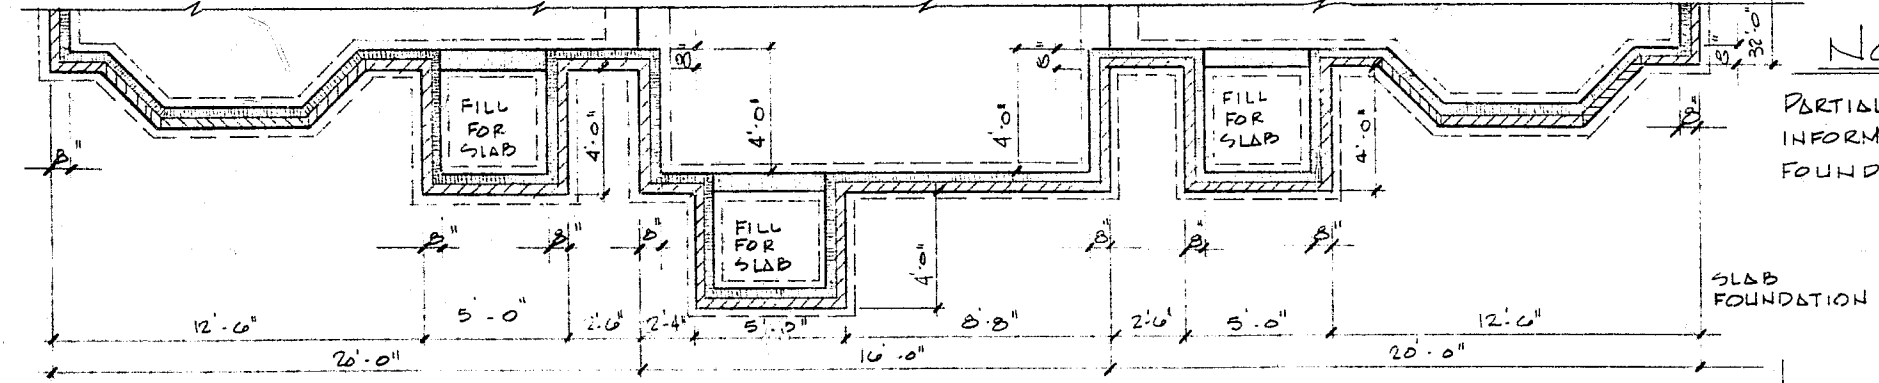 8"
8"
32'-0"
8"
No
PARTIAL
INFORM
FOUND
FILL
FOR
SLAB
4'-0"
4'-0"
4'-0"
FILL
FOR
SLAB
4'-0"
8"
8"
8"
8"
8"
FILL
FOR
SLAB
4'-0"
8
8"
8"
SLAB
FOUNDATION
12'-6"
5'-0"
2'-6"
2'-4"
5'-0"
8'-8"
2'-6"
5'-0"
12'-6"
20'-0"
16'-0"
20'-0"